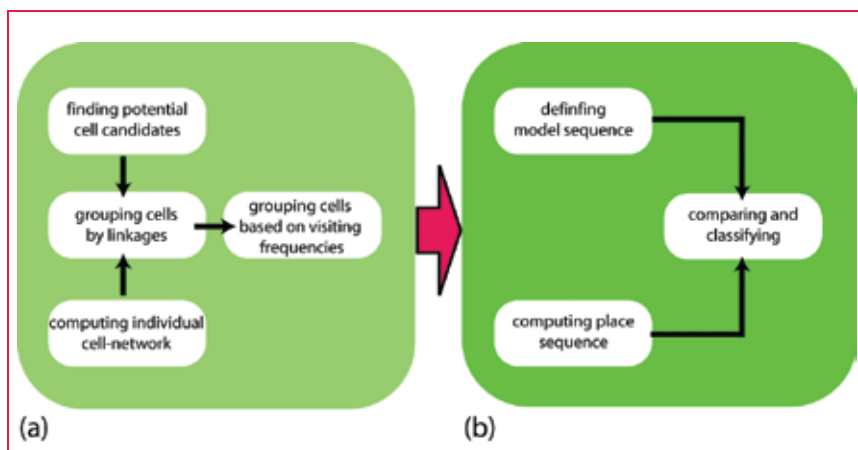 finding potential
cell candidates
grouping cells
by linkages
grouping cells
based on visiting
frequencies
computing individual
cell-network
(a)
definfing
model sequence
comparing and
classifying
computing place
sequence
(b)